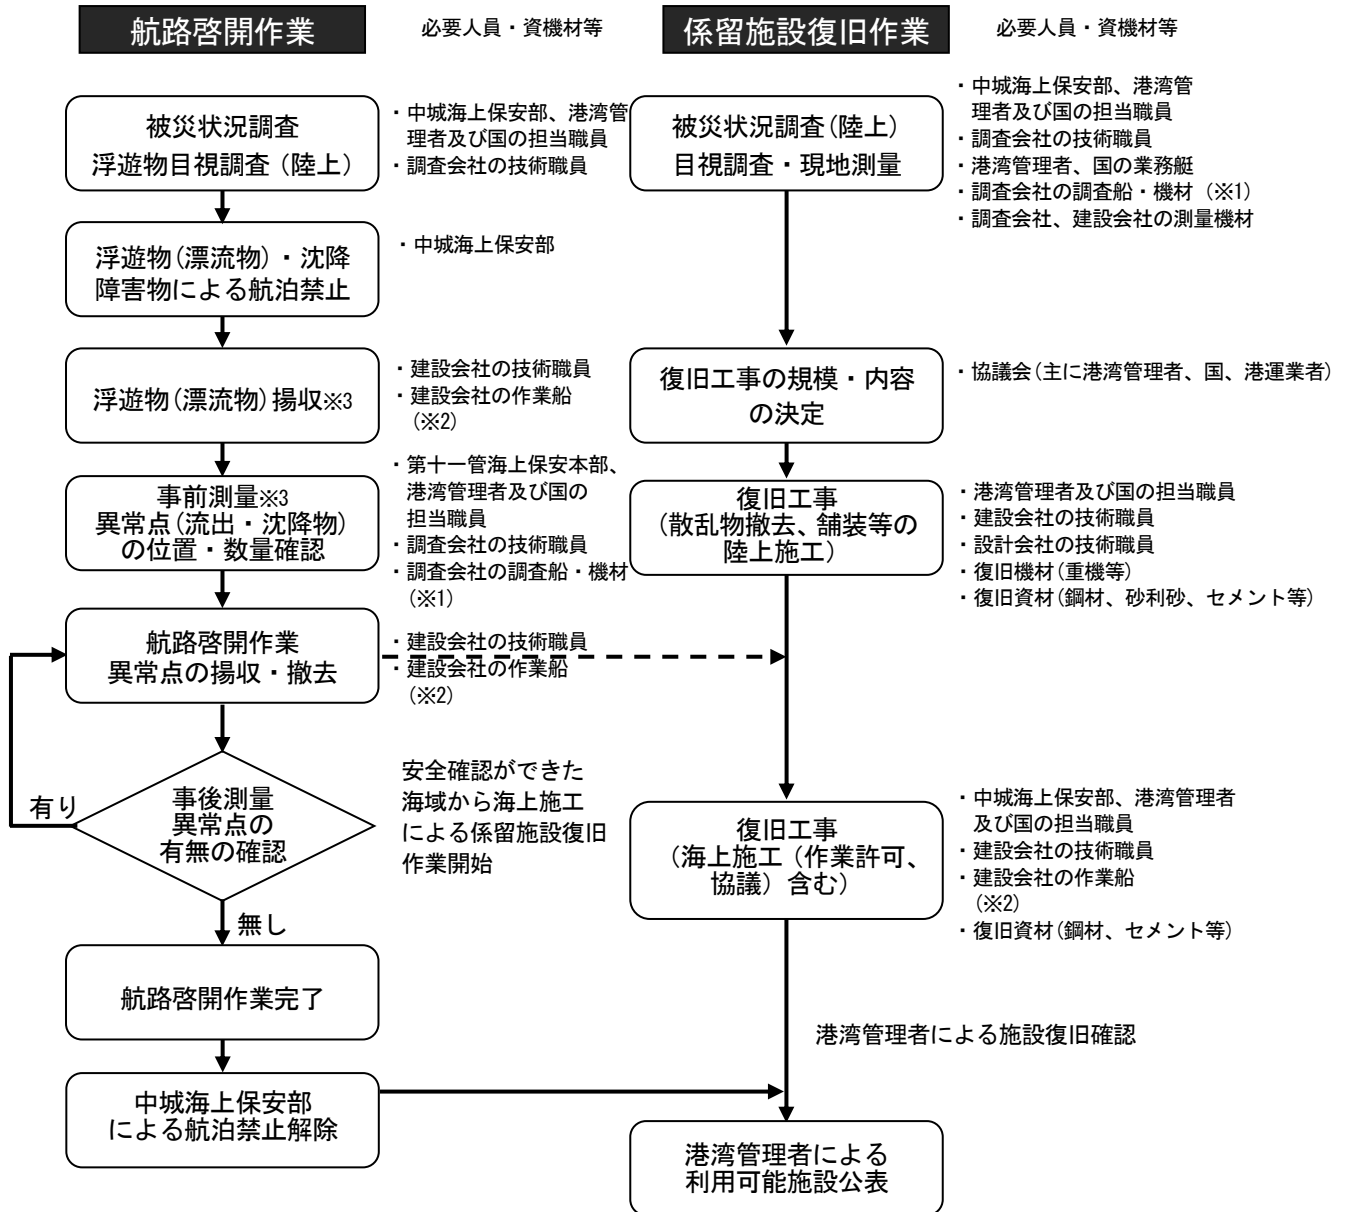 航路啓開作業
必要人員・資機材等
被災状況調査
浮遊物目視調査（陸上）
・中城海上保安部、港湾管
理者及び国の担当職員
・調査会社の技術職員
浮遊物(漂流物)・沈降
障害物による航泊禁止
・中城海上保安部
浮遊物(漂流物)揚収※3
・建設会社の技術職員
・建設会社の作業船
(※2)
事前測量※3
異常点(流出・沈降物)
の位置・数量確認
・第十一管海上保安本部、
港湾管理者及び国の
担当職員
・調査会社の技術職員
・調査会社の調査船・機材
(※1)
航路啓開作業
異常点の揚収・撤去
・建設会社の技術職員
・建設会社の作業船
(※2)
有り
事後測量
異常点の
有無の確認
安全確認ができた
海域から海上施工
による係留施設復旧
作業開始
無し
航路啓開作業完了
中城海上保安部
による航泊禁止解除
係留施設復旧作業
必要人員・資機材等
被災状況調査(陸上)
目視調査・現地測量
・中城海上保安部、港湾管
理者及び国の担当職員
・調査会社の技術職員
・港湾管理者、国の業務艇
・調査会社の調査船・機材（※1）
・調査会社、建設会社の測量機材
復旧工事の規模・内容
の決定
・協議会(主に港湾管理者、国、港運業者)
復旧工事
(散乱物撤去、舗装等の
陸上施工)
・港湾管理者及び国の担当職員
・建設会社の技術職員
・設計会社の技術職員
・復旧機材(重機等)
・復旧資材(鋼材、砂利砂、セメント等)
復旧工事
(海上施工（作業許可、
協議）含む)
・中城海上保安部、港湾管理者
及び国の担当職員
・建設会社の技術職員
・建設会社の作業船
(※2)
・復旧資材(鋼材、セメント等)
港湾管理者による施設復旧確認
港湾管理者による
利用可能施設公表